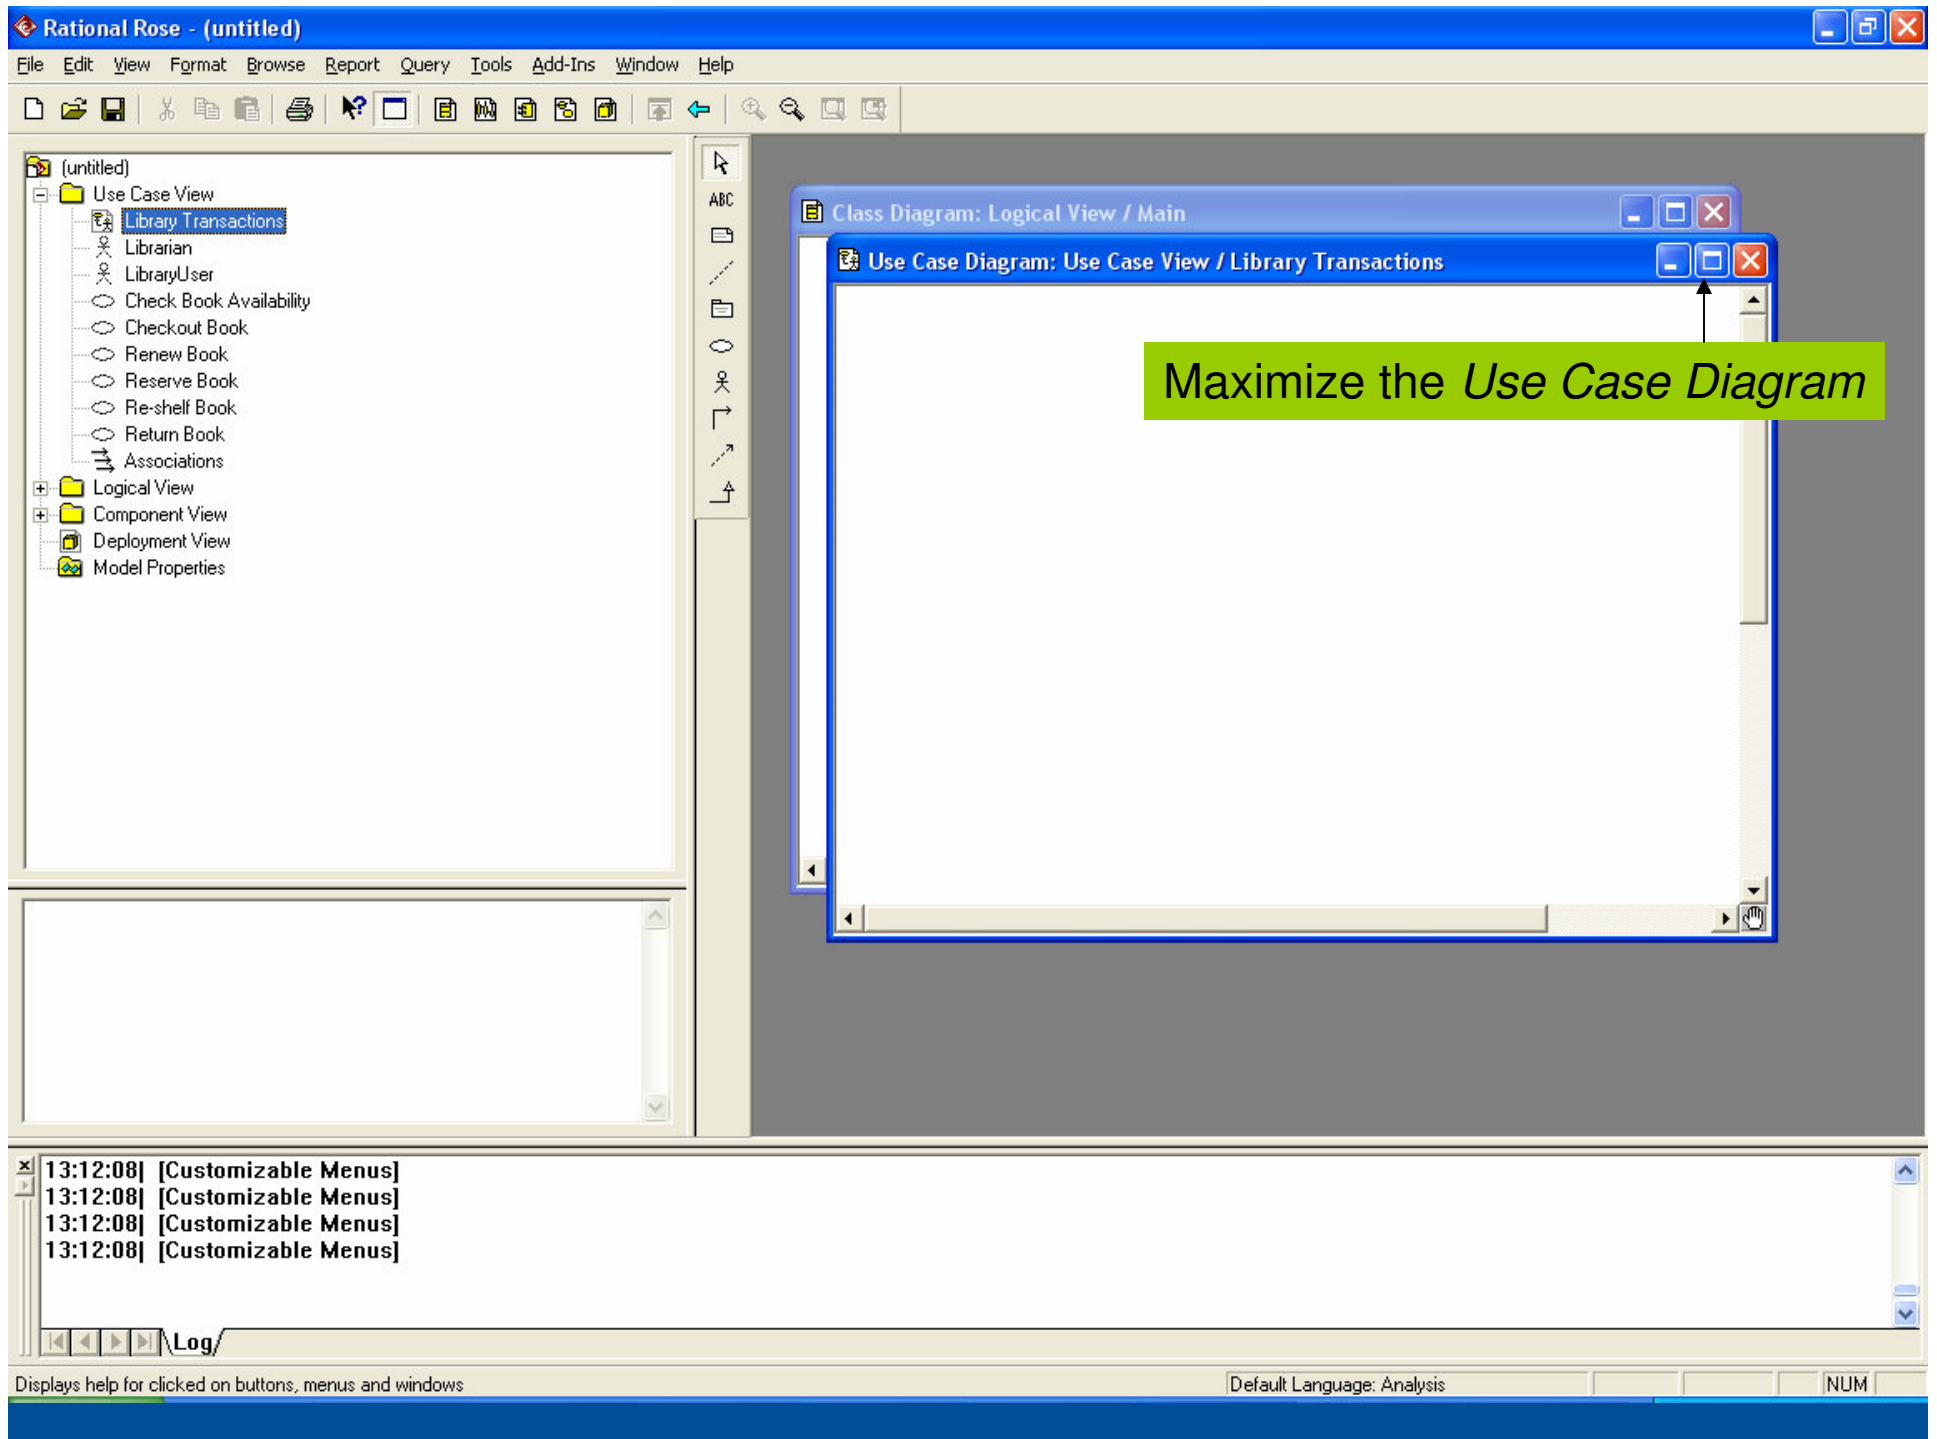 Rational Rose - (untitled)
File Edit View Format Browse Report Query Tools Add-Ins Window Help
(untitled)
Use Case View
Library Transactions
Librarian
LibraryUser
Check Book Availability
Checkout Book
Renew Book
Reserve Book
Re-shelf Book
Return Book
Associations
Logical View
Component View
Deployment View
Model Properties
ABC
Class Diagram: Logical View / Main
Use Case Diagram: Use Case View / Library Transactions
Maximize the Use Case Diagram
13:12:08| [Customizable Menus]
13:12:08| [Customizable Menus]
13:12:08| [Customizable Menus]
13:12:08| [Customizable Menus]
Log
Displays help for clicked on buttons, menus and windows
Default Language: Analysis
NUM